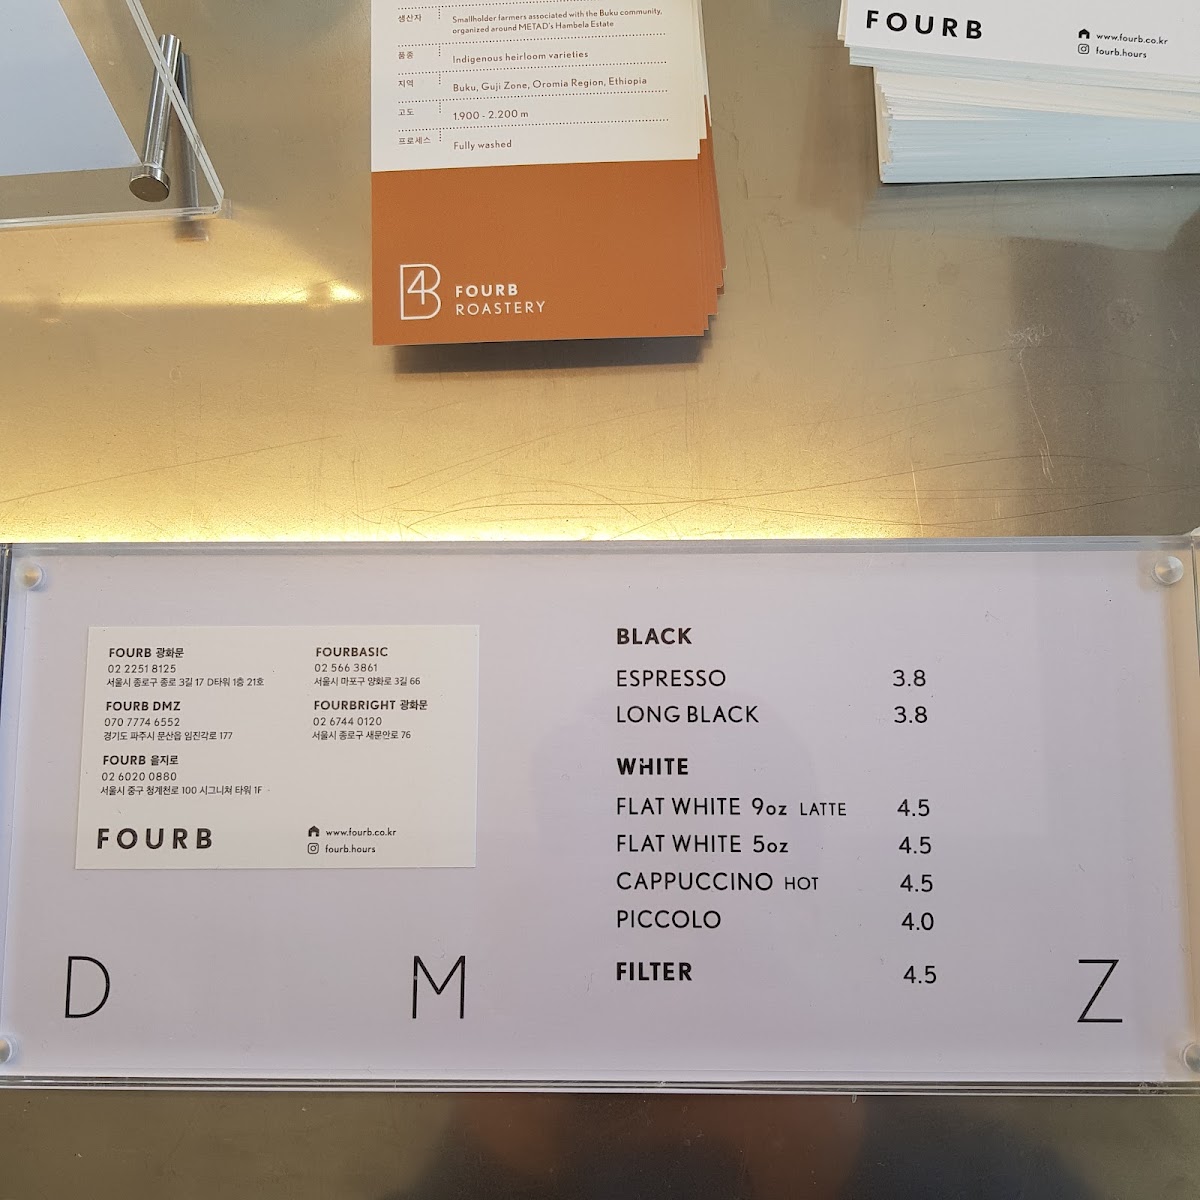 생산자
Smallholder farmers associated with the Buku community,
organized around METAD's Hambela Estate
품종
Indigenous heirloom varieties
지역
Buku, Guji Zone, Oromia Region, Ethiopia
고도
1,900 - 2,200 m
프로세스
Fully washed
4B
FOURB
ROASTERY
FOURB
www.fourb.co.kr
fourb.hours
FOURB 광화문
02 2251 8125
서울시 종로구 종로 3길 17 D타워 1층 21호
FOURB DMZ
070 7774 6552
경기도 파주시 문산읍 임진각로 177
FOURB 을지로
02 6020 0880
서울시 중구 청계천로 100 시그니쳐 타워 1F
FOURBASIC
02 566 3861
서울시 마포구 양화로 3길 66
FOURBRIGHT 광화문
02 6744 0120
서울시 종로구 새문안로 76
FOURB
www.fourb.co.kr
fourb.hours
BLACK
ESPRESSO 3.8
LONG BLACK 3.8
WHITE
FLAT WHITE 9oz LATTE 4.5
FLAT WHITE 5oz 4.5
CAPPUCCINO HOT 4.5
PICCOLO 4.0
FILTER 4.5
D M Z